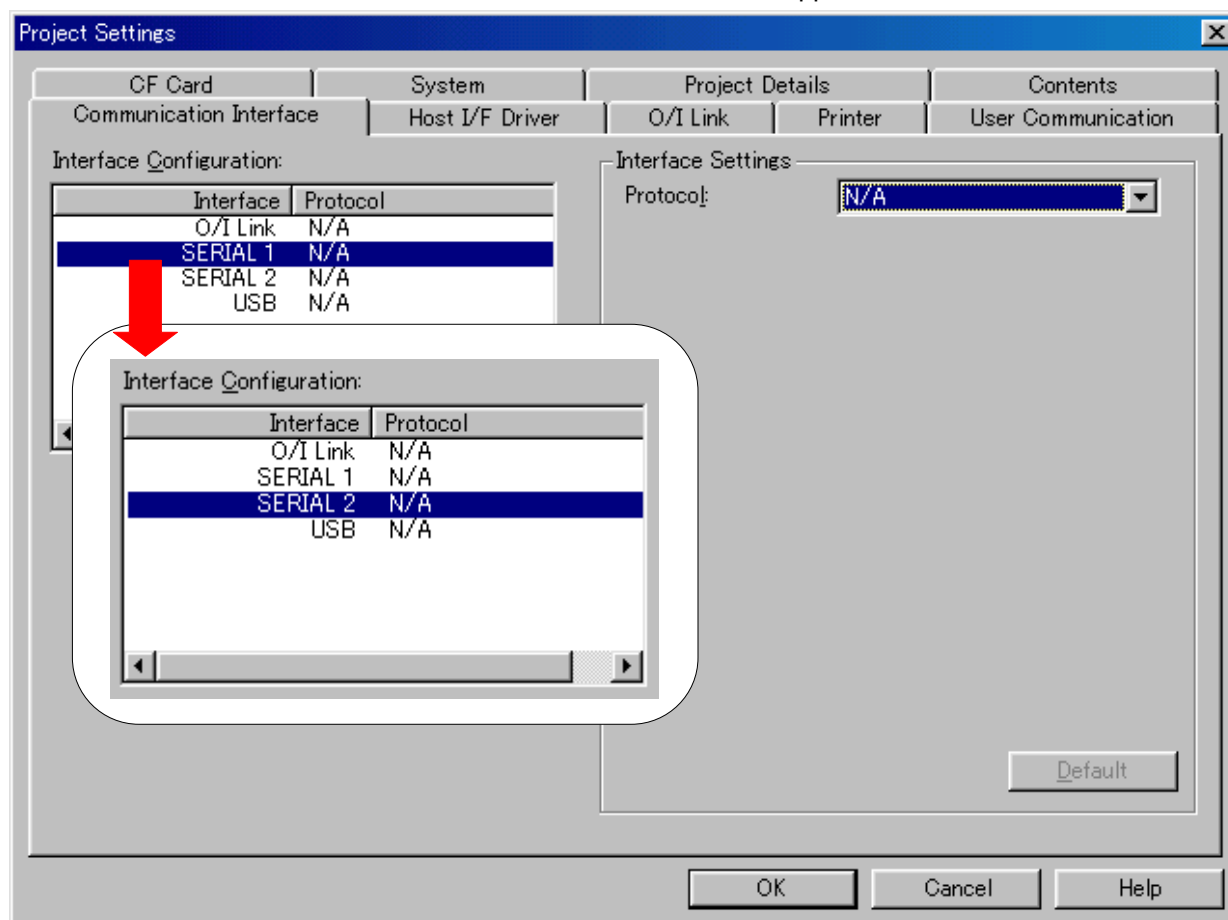 Project Settings
CF Card System Project Details Contents
Communication Interface Host I/F Driver O/I Link Printer User Communication
Interface Configuration:
Interface Protocol
O/I Link N/A
SERIAL 1 N/A
SERIAL 2 N/A
USB N/A
Interface Settings
Protocol: N/A
Interface Configuration:
Interface Protocol
O/I Link N/A
SERIAL 1 N/A
SERIAL 2 N/A
USB N/A
Default
OK Cancel Help